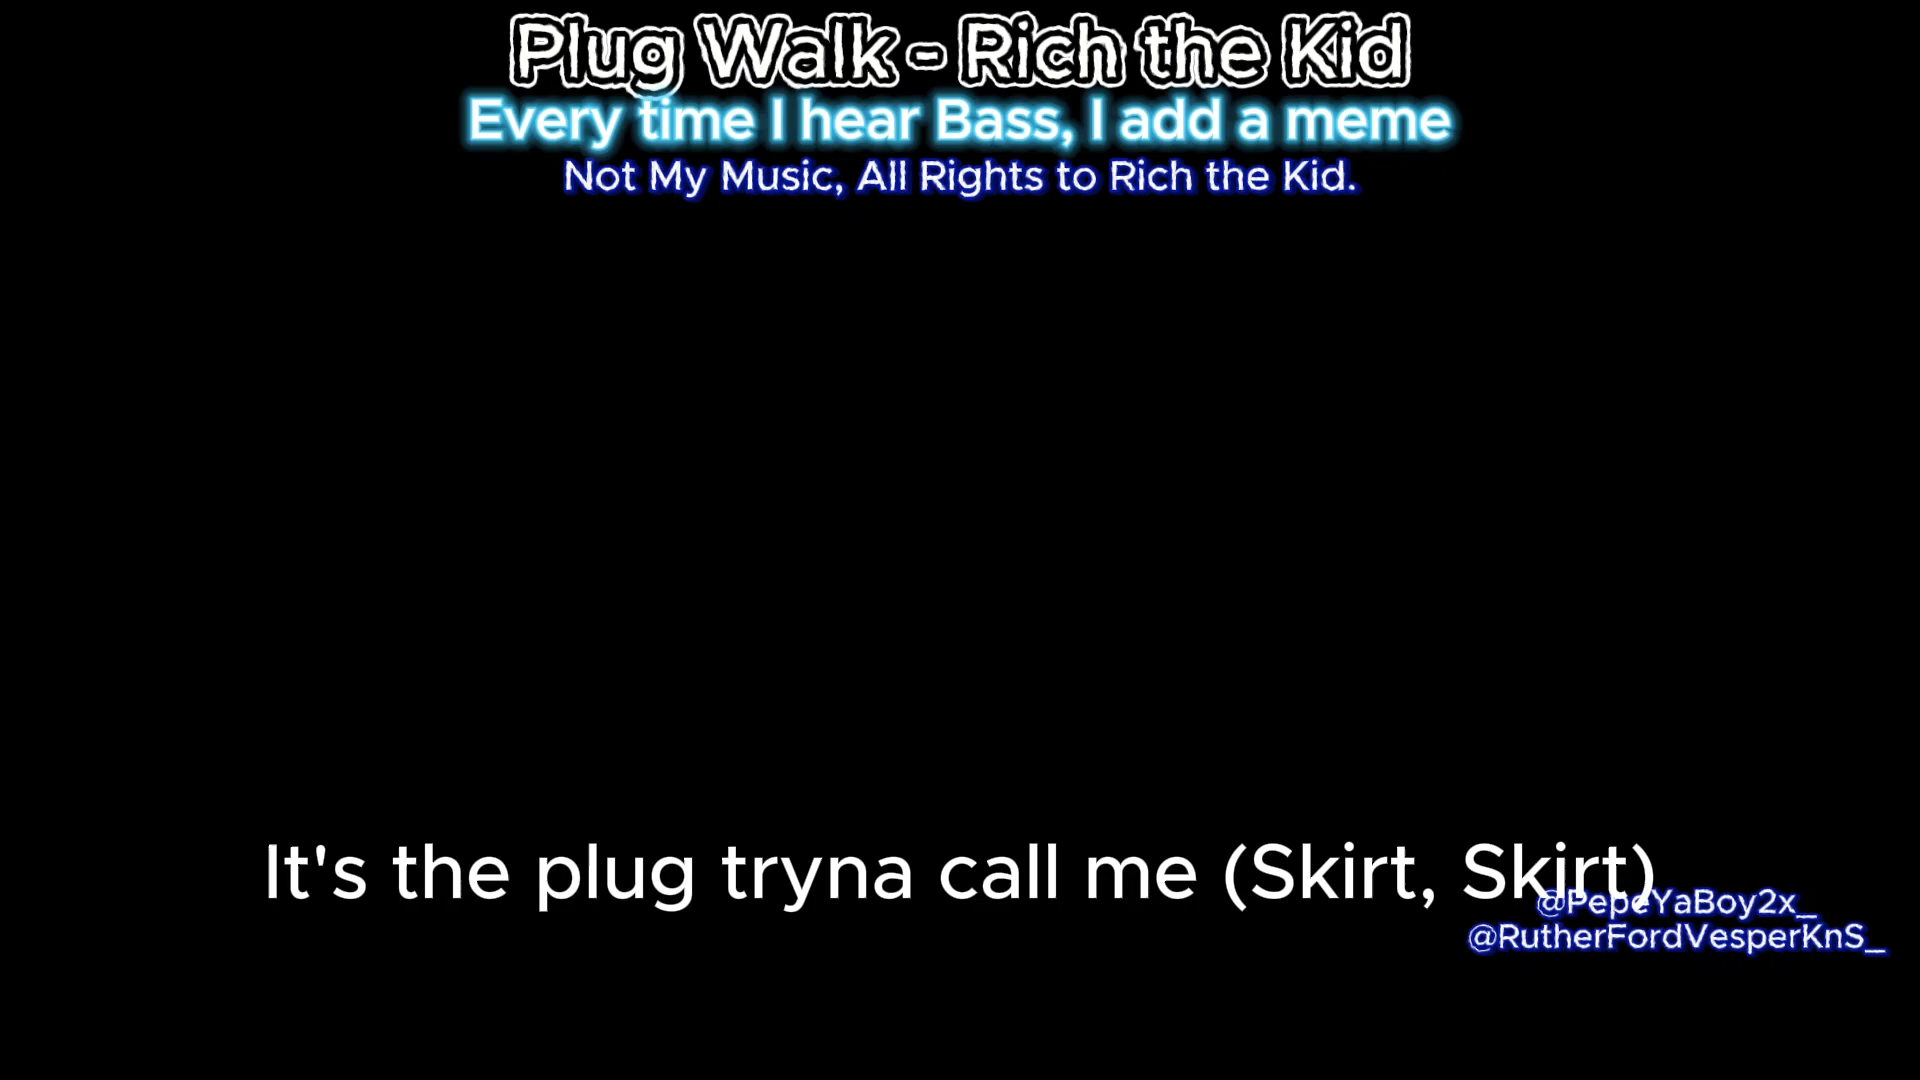 Plug Walk - Rich the Kid
Every time I hear Bass, I add a meme
Not My Music, All Rights to Rich the Kid.
It's the plug tryna call me (Skirt, Skirt)
@PepeYaBoy2x_
@RutherFordVesperKnS_